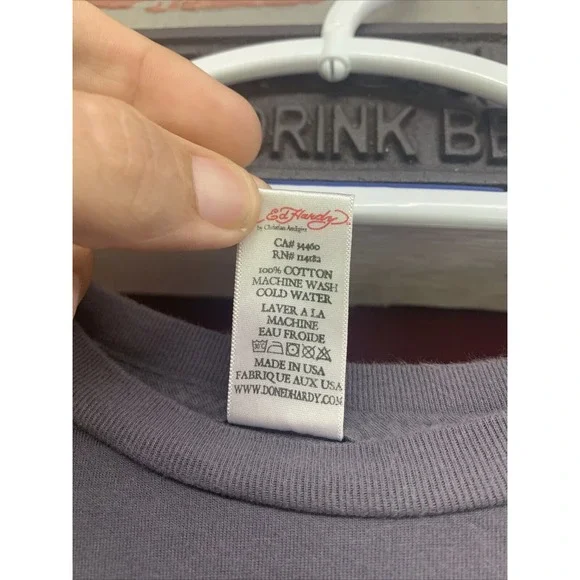 DRINK BE
Ed Hardy
by Christian Audigier
CA# 34460
RN# 114182
100% COTTON
MACHINE WASH
COLD WATER
LAVER A LA
MACHINE
EAU FROIDE
MADE IN USA
FABRIQUE AUX USA
WWW.DONEDHARDY.COM